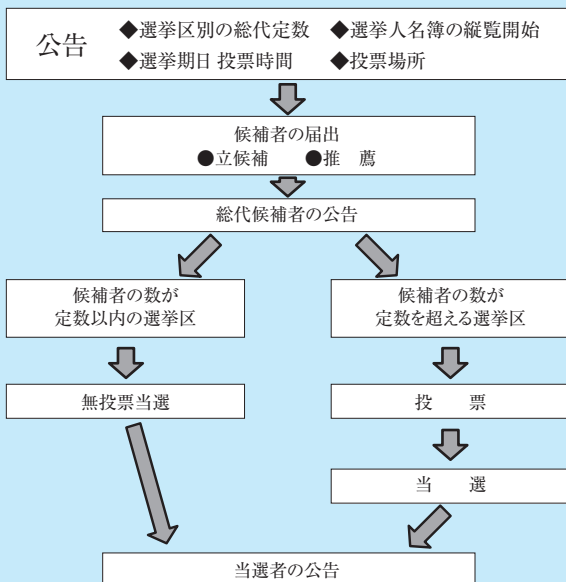 公告
◆選挙区別の総代定数 ◆選挙人名簿の縦覧開始
◆選挙期日 投票時間 ◆投票場所
候補者の届出
●立候補 ●推 薦
総代候補者の公告
候補者の数が
定数以内の選挙区
候補者の数が
定数を超える選挙区
無投票当選
投 票
当 選
当選者の公告